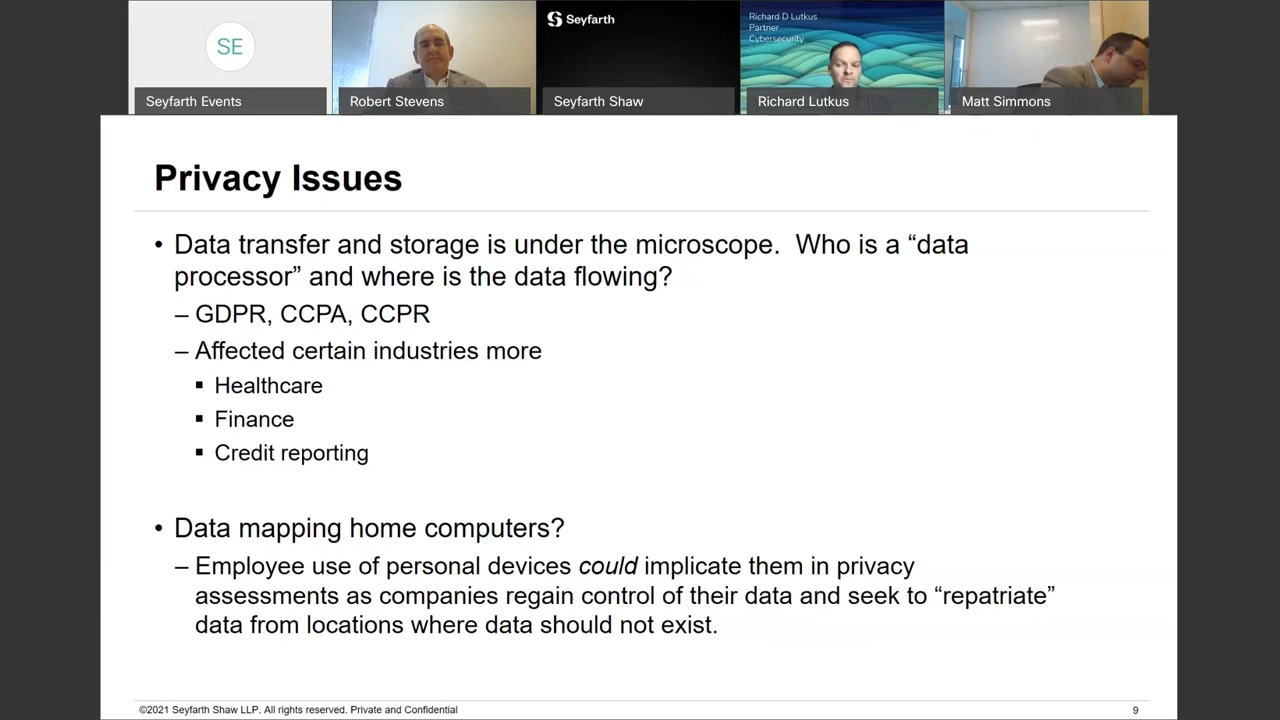 SE
Seyfarth
Richard D Lutkus
Partner
Cybersecurity
Seyfarth Events
Robert Stevens
Seyfarth Shaw
Richard Lutkus
Matt Simmons
Privacy Issues
• Data transfer and storage is under the microscope.  Who is a “data
processor” and where is the data flowing?
– GDPR, CCPA, CCPR
– Affected certain industries more
▪ Healthcare
▪ Finance
▪ Credit reporting
• Data mapping home computers?
– Employee use of personal devices could implicate them in privacy
assessments as companies regain control of their data and seek to “repatriate”
data from locations where data should not exist.
©2021 Seyfarth Shaw LLP. All rights reserved. Private and Confidential
9